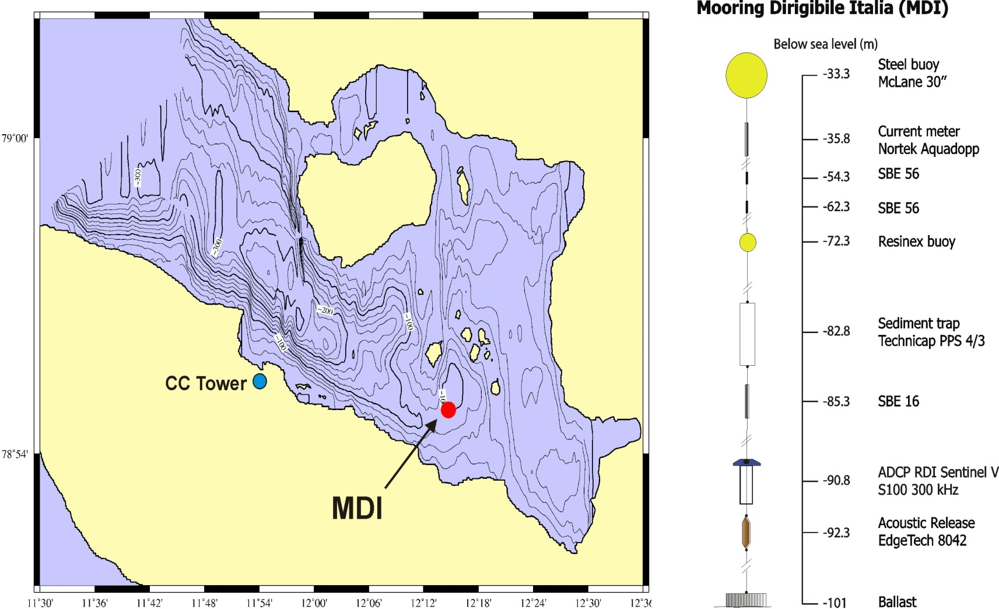 Mooring Dirigibile Italia (MDI)
Below sea level (m)
-33.3
Steel buoy
McLane 30”
-35.8
Current meter
Nortek Aquadopp
-54.3
SBE 56
-62.3
SBE 56
-72.3
Resinex buoy
-82.8
Sediment trap
Technicap PPS 4/3
-85.3
SBE 16
-90.8
ADCP RDI Sentinel V
S100 300 kHz
-92.3
Acoustic Release
EdgeTech 8042
-101
Ballast
79°00'
78°54'
-300
-300
-200
-100
-100
-10
CC Tower
MDI
11°30' 11°36' 11°42' 11°48' 11°54' 12°00' 12°06' 12°12' 12°18' 12°24' 12°30' 12°36